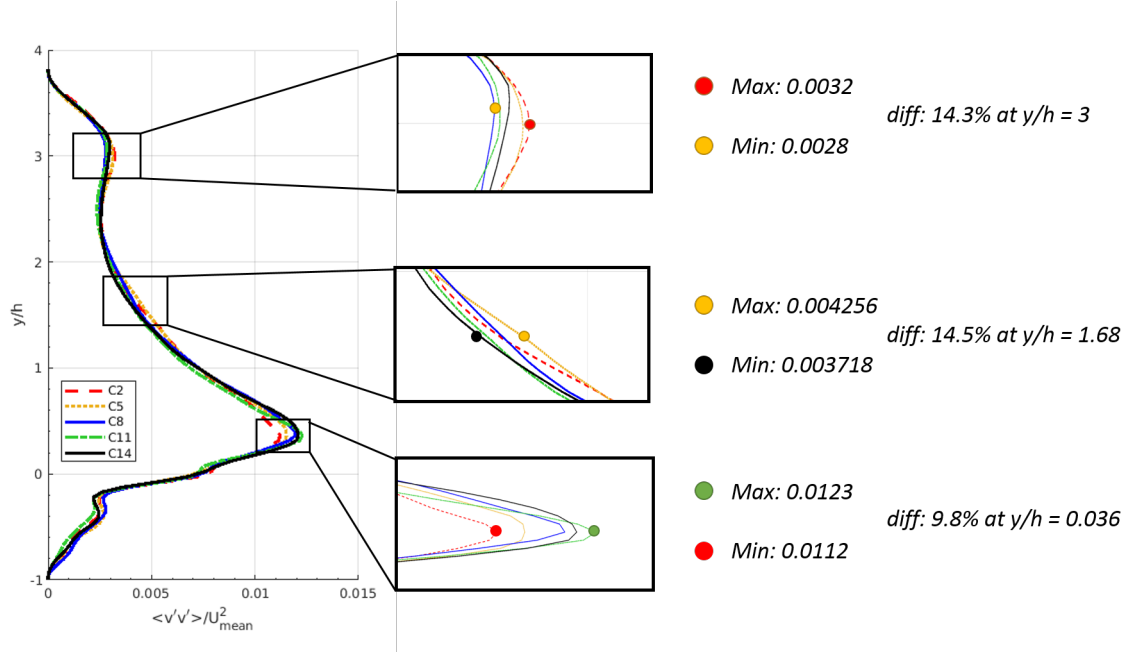 4
3
2
1
0
-1
y/h
0
0.005
0.01
0.015
<v'v'>/U²mean
C2
C5
C8
C11
C14
Max: 0.0032
Min: 0.0028
diff: 14.3% at y/h = 3
Max: 0.004256
Min: 0.003718
diff: 14.5% at y/h = 1.68
Max: 0.0123
Min: 0.0112
diff: 9.8% at y/h = 0.036